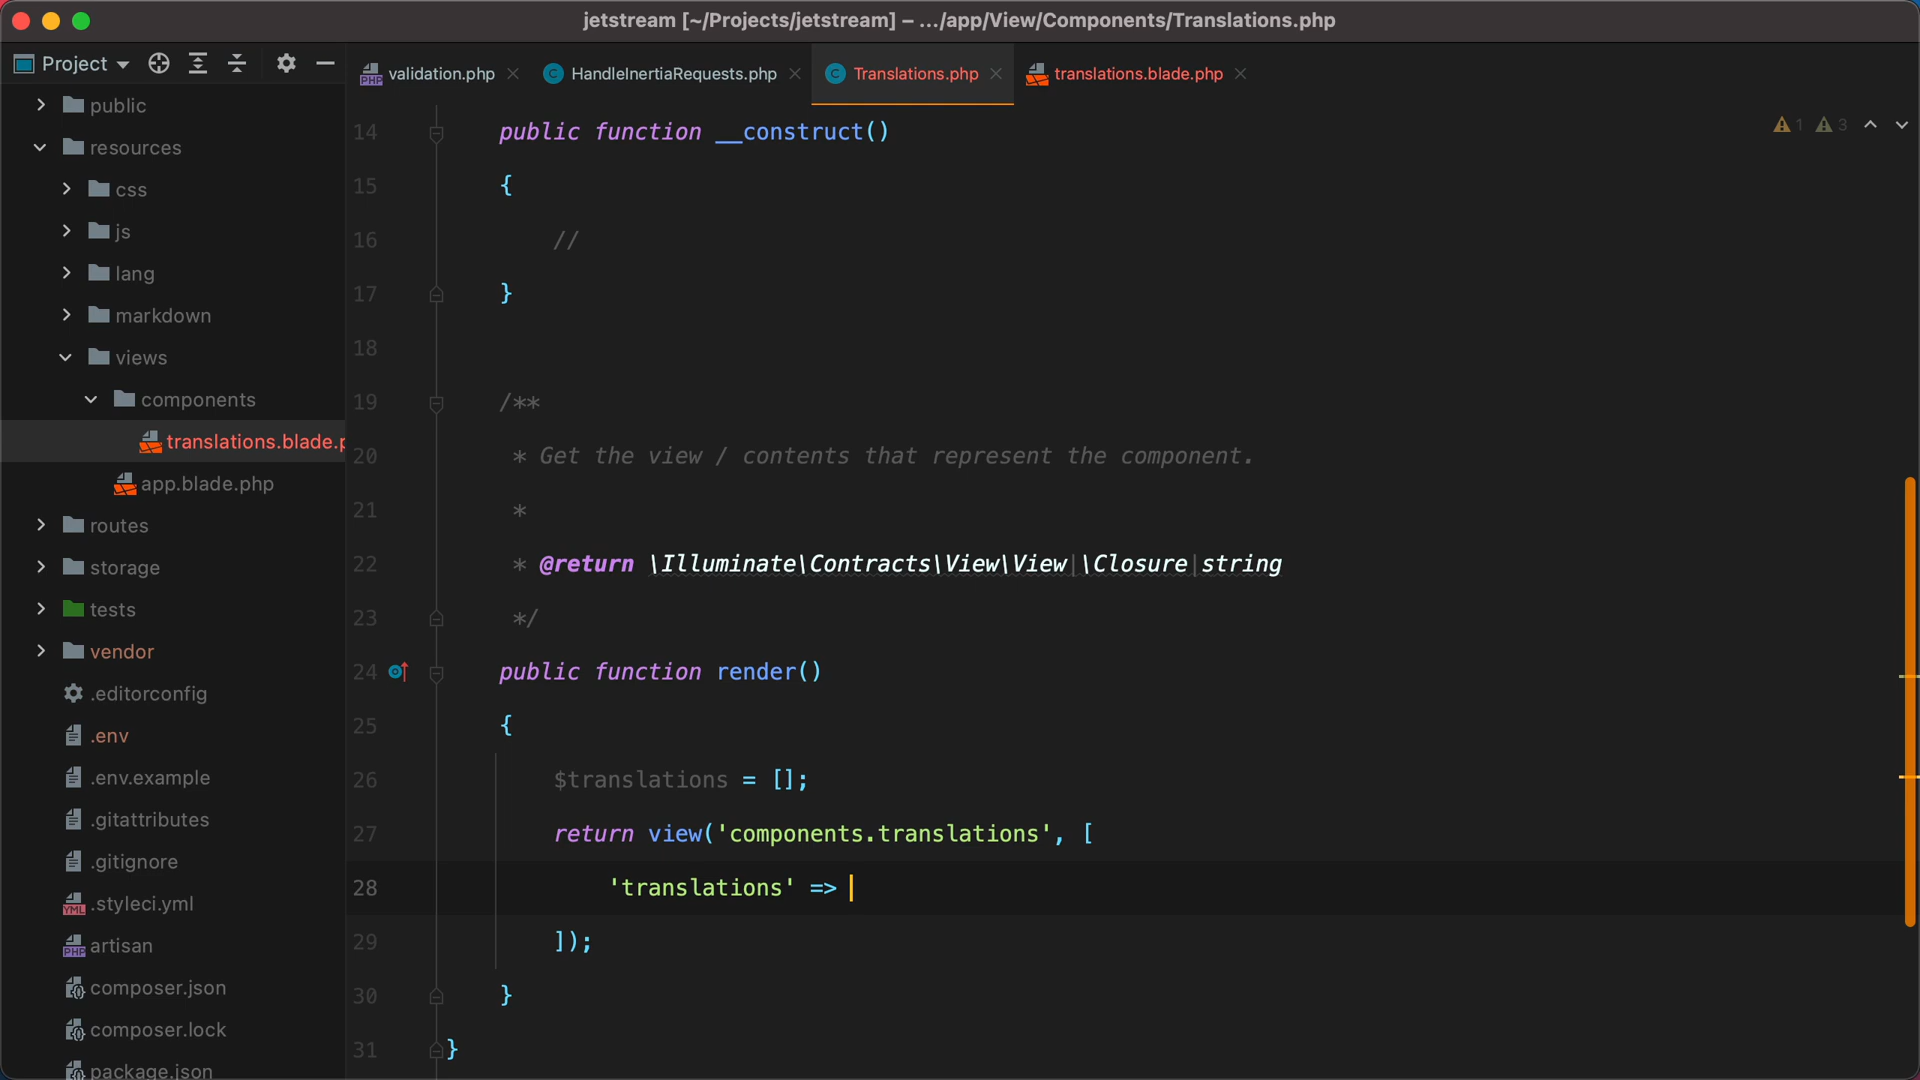 jetstream [~/Projects/jetstream] – .../app/View/Components/Translations.php
Project
validation.php
HandleInertiaRequests.php
Translations.php
translations.blade.php
public
resources
css
js
lang
markdown
views
components
translations.blade.p
app.blade.php
routes
storage
tests
vendor
.editorconfig
.env
.env.example
.gitattributes
.gitignore
.styleci.yml
artisan
composer.json
composer.lock
package.json
1 3
14 public function __construct()
15 {
16 //
17 }
18
19 /**
20 * Get the view / contents that represent the component.
21 *
22 * @return \Illuminate\Contracts\View\View|\Closure|string
23 */
24 public function render()
25 {
26 $translations = [];
27 return view('components.translations', [
28 'translations' =>
29 ]);
30 }
31 }